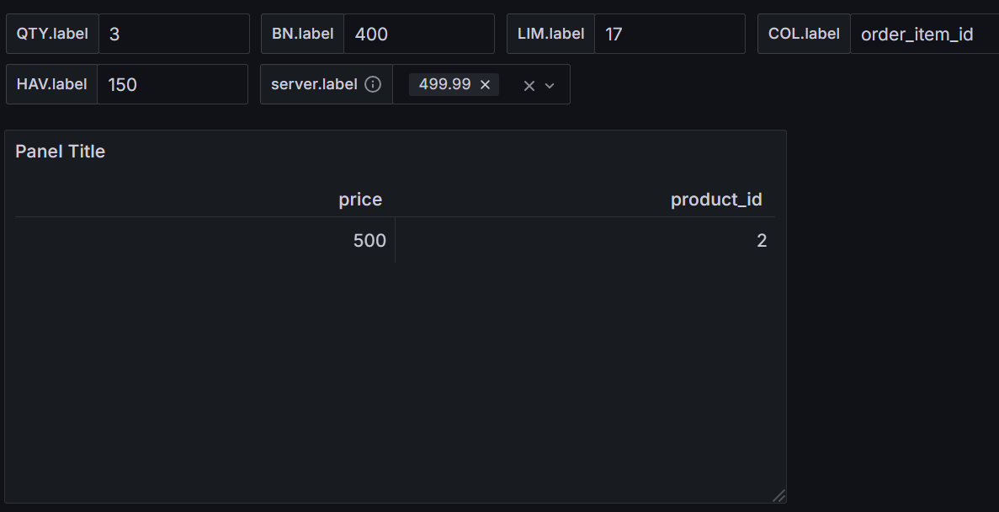 QTY.label 3 BN.label 400 LIM.label 17 COL.label order_item_id
HAV.label 150 server.label 499.99
Panel Title
price product_id
500 2